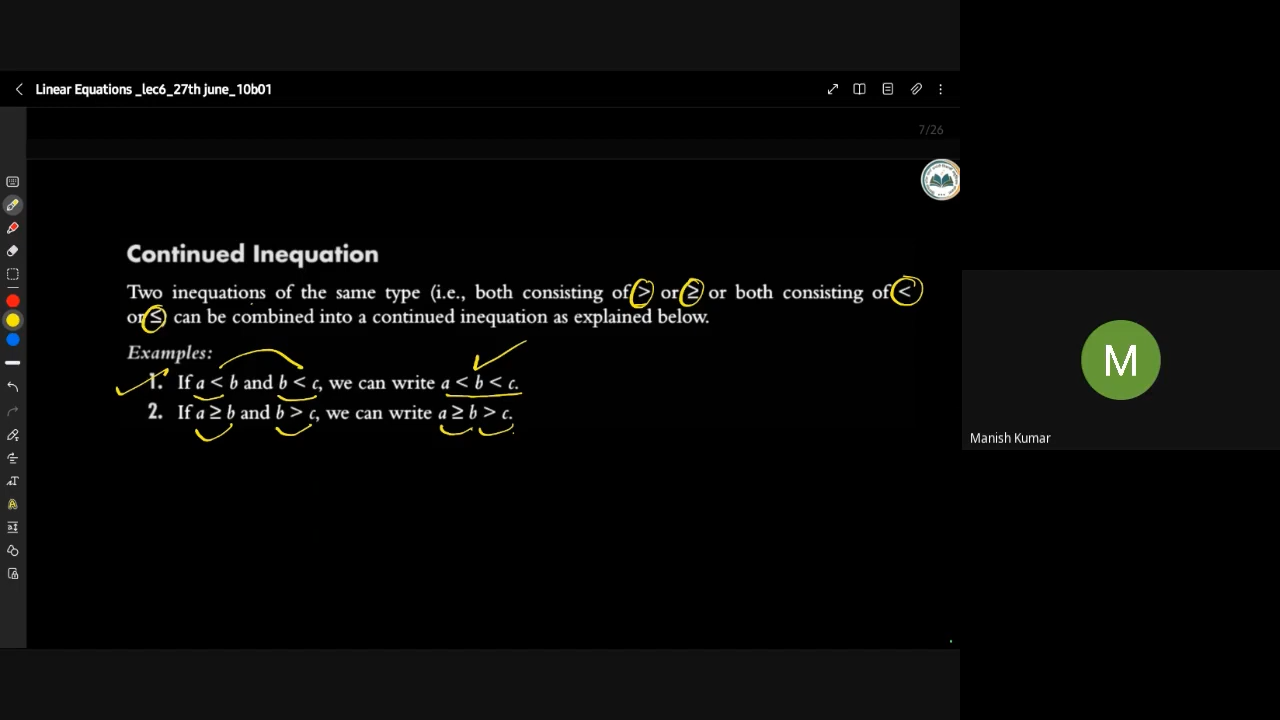 Linear Equations _lec6_27th june_10b01
7/26
Continued Inequation
Two inequations of the same type (i.e., both consisting of > or ≥ or both consisting of <
or ≤) can be combined into a continued inequation as explained below.
Examples:
1. If a < b and b < c, we can write a < b < c.
2. If a ≥ b and b > c, we can write a ≥ b > c.
M
Manish Kumar